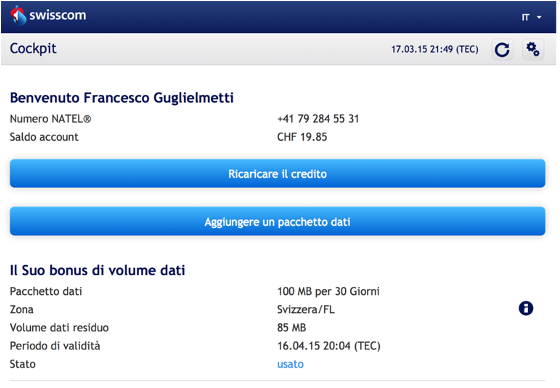 swisscom
IT
Cockpit
17.03.15 21:49 (TEC)
Benvenuto Francesco Guglielmetti
Numero NATEL® +41 79 284 55 31
Saldo account CHF 19.85
Ricaricare il credito
Aggiungere un pacchetto dati
Il Suo bonus di volume dati
Pacchetto dati 100 MB per 30 Giorni
Zona Svizzera/FL
Volume dati residuo 85 MB
Periodo di validità 16.04.15 20:04 (TEC)
Stato usato